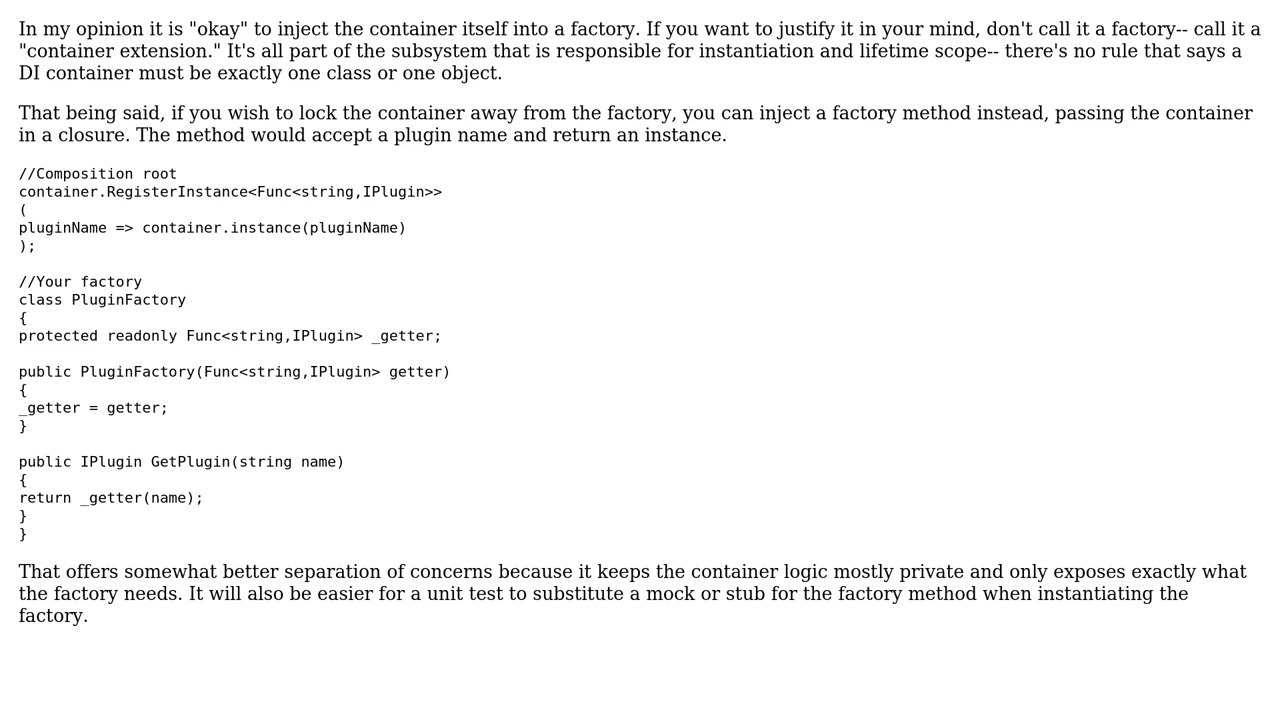 In my opinion it is "okay" to inject the container itself into a factory. If you want to justify it in your mind, don't call it a factory-- call it a
"container extension." It's all part of the subsystem that is responsible for instantiation and lifetime scope-- there's no rule that says a
DI container must be exactly one class or one object.
That being said, if you wish to lock the container away from the factory, you can inject a factory method instead, passing the container
in a closure. The method would accept a plugin name and return an instance.
//Composition root
container.RegisterInstance<Func<string,IPlugin>>
(
pluginName => container.instance(pluginName)
);
//Your factory
class PluginFactory
{
protected readonly Func<string,IPlugin> _getter;
public PluginFactory(Func<string,IPlugin> getter)
{
_getter = getter;
}
public IPlugin GetPlugin(string name)
{
return _getter(name);
}
}
That offers somewhat better separation of concerns because it keeps the container logic mostly private and only exposes exactly what
the factory needs. It will also be easier for a unit test to substitute a mock or stub for the factory method when instantiating the
factory.